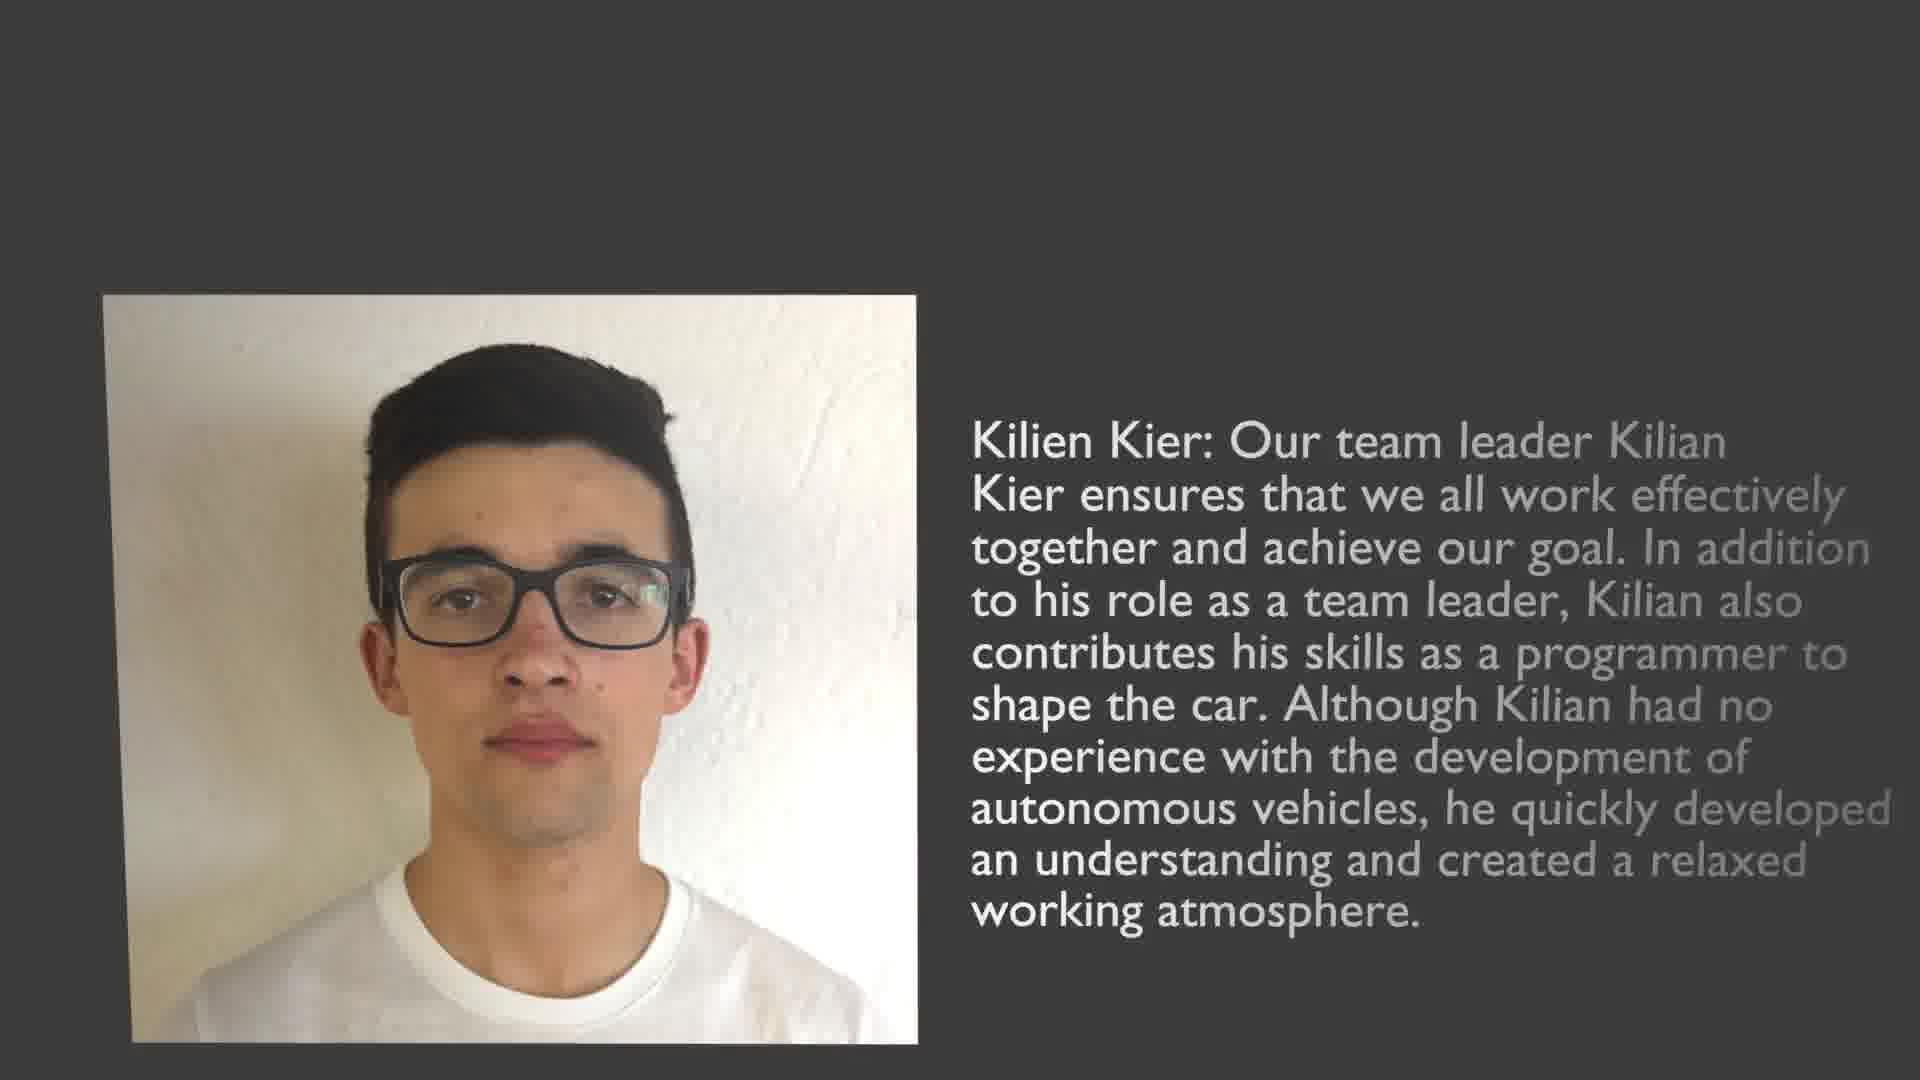 Kilien Kier: Our team leader Kilian
Kier ensures that we all work effectively
together and achieve our goal. In addition
to his role as a team leader, Kilian also
contributes his skills as a programmer to
shape the car. Although Kilian had no
experience with the development of
autonomous vehicles, he quickly developed
an understanding and created a relaxed
working atmosphere.